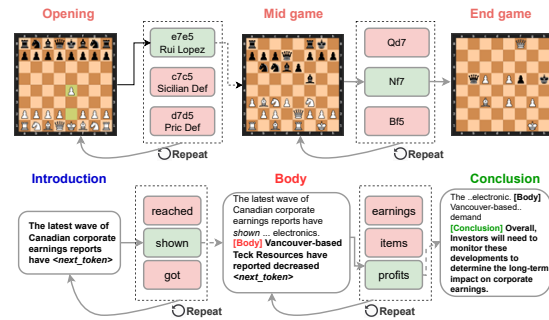 Opening
Mid game
End game
e7e5
Rui Lopez
c7c5
Sicilian Def
d7d5
Pric Def
Repeat
Qd7
Nf7
Bf5
Repeat
Introduction
Body
Conclusion
The latest wave of
Canadian corporate
earnings reports
have <next_token>
reached
shown
got
Repeat
The latest wave of
Canadian corporate
earnings reports have
shown ... electronics.
[Body] Vancouver-based
Teck Resources have
reported decreased
<next_token>
earnings
items
profits
Repeat
The ..electronic. [Body]
Vancouver-based..
demand
[Conclusion] Overall,
Investors will need to
monitor these
developments to
determine the long-term
impact on corporate
earnings.